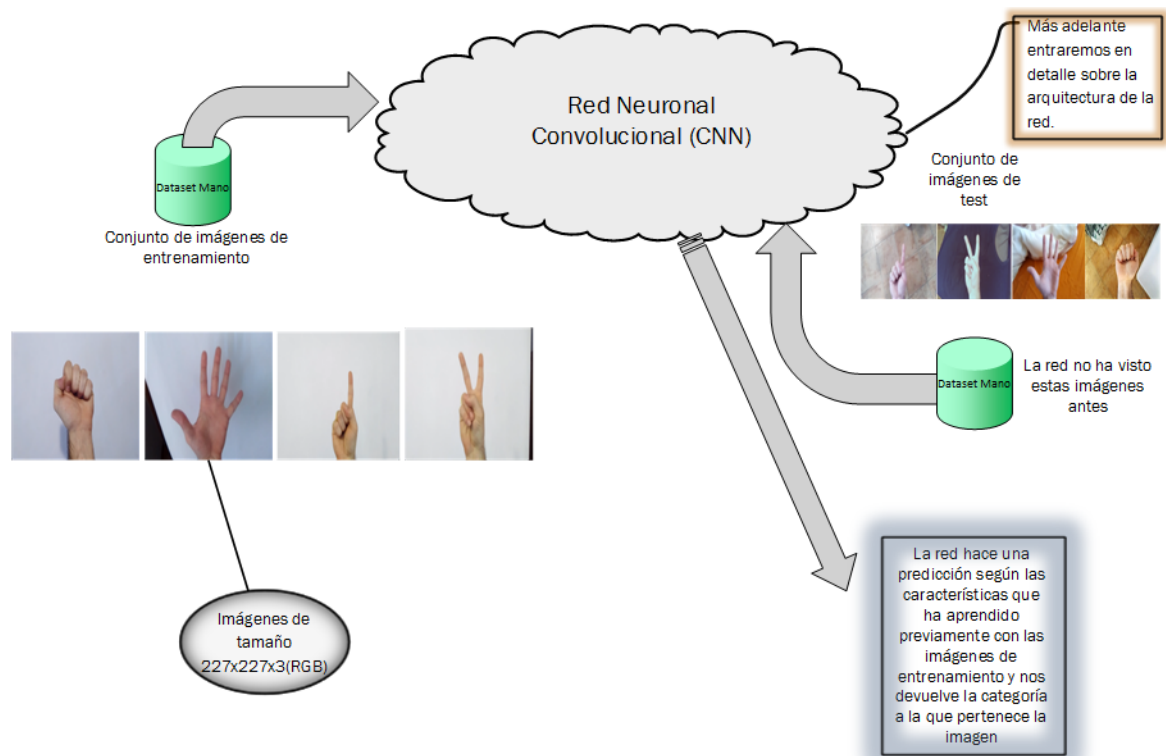 Red Neuronal
Convolucional (CNN)
Más adelante
entraremos en
detalle sobre la
arquitectura de la
red.
Dataset Mano
Conjunto de imágenes de
entrenamiento
Conjunto de
imágenes de
test
Dataset Mano
La red no ha visto
estas imágenes
antes
Imágenes de
tamaño
227x227x3(RGB)
La red hace una
predicción según las
características que
ha aprendido
previamente con las
imágenes de
entrenamiento y nos
devuelve la categoría
a la que pertenece la
imagen